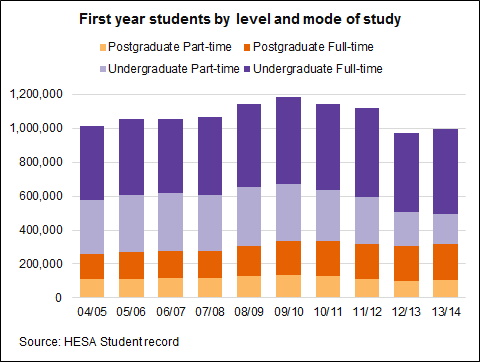 First year students by level and mode of study
Postgraduate Part-time Postgraduate Full-time
Undergraduate Part-time Undergraduate Full-time
1,200,000
1,000,000
800,000
600,000
400,000
200,000
0
04/05 05/06 06/07 07/08 08/09 09/10 10/11 11/12 12/13 13/14
Source: HESA Student record